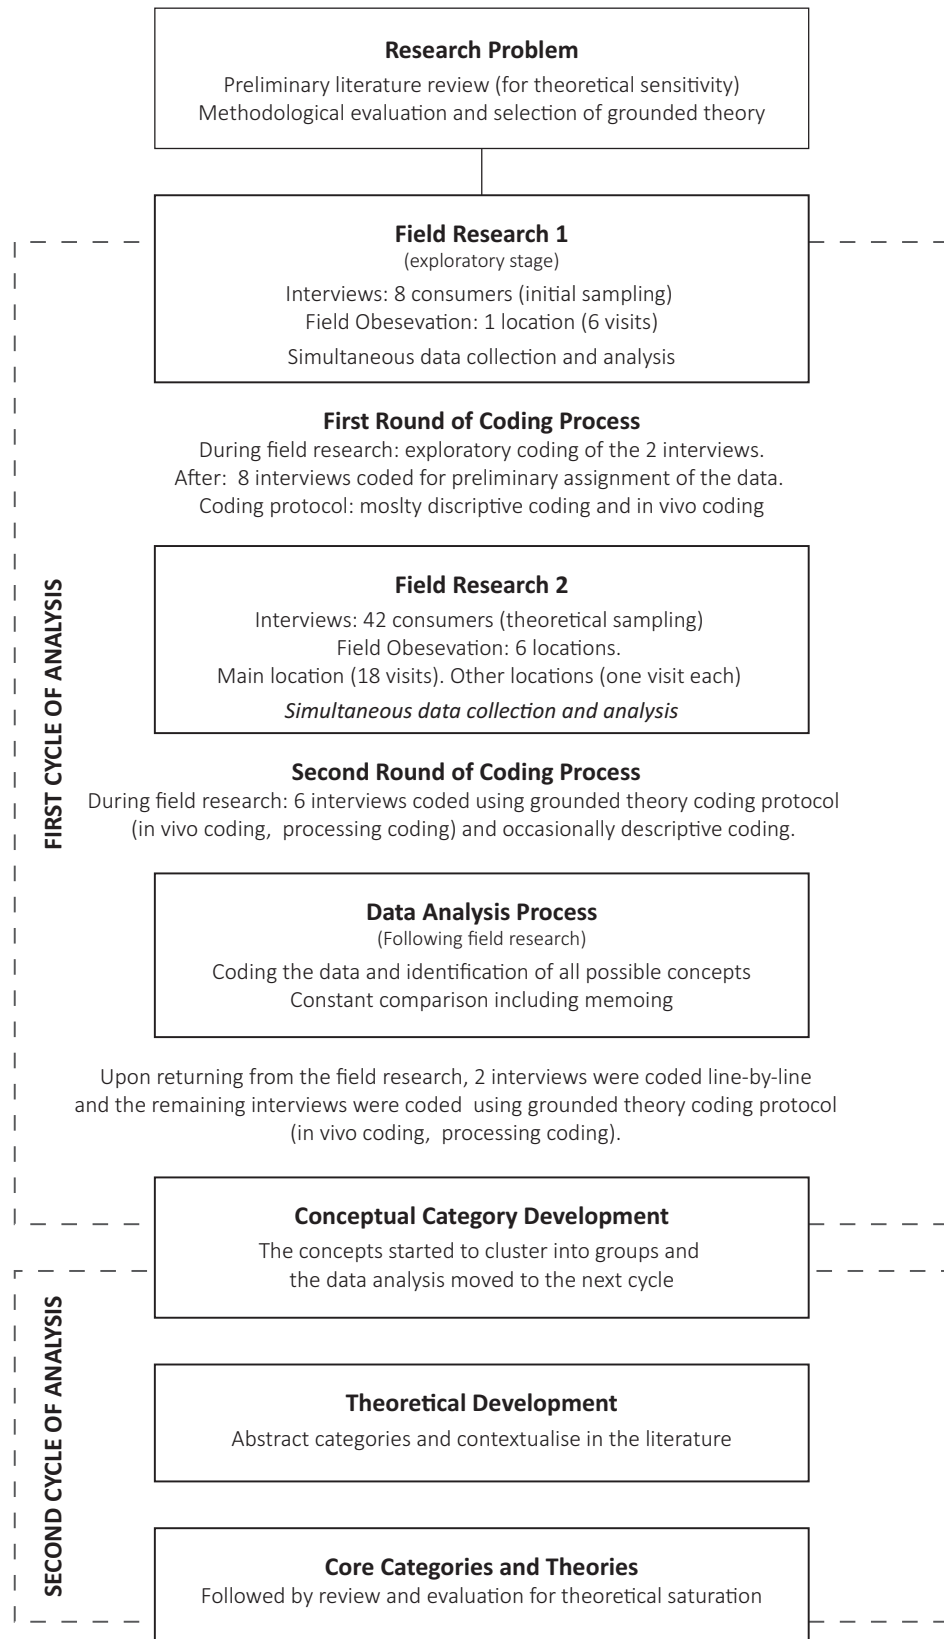 Research Problem
Preliminary literature review (for theoretical sensitivity)
Methodological evaluation and selection of grounded theory
FIRST CYCLE OF ANALYSIS
Field Research 1
(exploratory stage)
Interviews: 8 consumers (initial sampling)
Field Obesevation: 1 location (6 visits)
Simultaneous data collection and analysis
First Round of Coding Process
During field research: exploratory coding of the 2 interviews.
After:  8 interviews coded for preliminary assignment of the data.
Coding protocol: moslty discriptive coding and in vivo coding
Field Research 2
Interviews: 42 consumers (theoretical sampling)
Field Obesevation: 6 locations.
Main location (18 visits). Other locations (one visit each)
Simultaneous data collection and analysis
Second Round of Coding Process
During field research: 6 interviews coded using grounded theory coding protocol
(in vivo coding,  processing coding) and occasionally descriptive coding.
Data Analysis Process
(Following field research)
Coding the data and identification of all possible concepts
Constant comparison including memoing
Upon returning from the field research, 2 interviews were coded line-by-line
and the remaining interviews were coded  using grounded theory coding protocol
(in vivo coding,  processing coding).
Conceptual Category Development
The concepts started to cluster into groups and
the data analysis moved to the next cycle
SECOND CYCLE OF ANALYSIS
Theoretical Development
Abstract categories and contextualise in the literature
Core Categories and Theories
Followed by review and evaluation for theoretical saturation